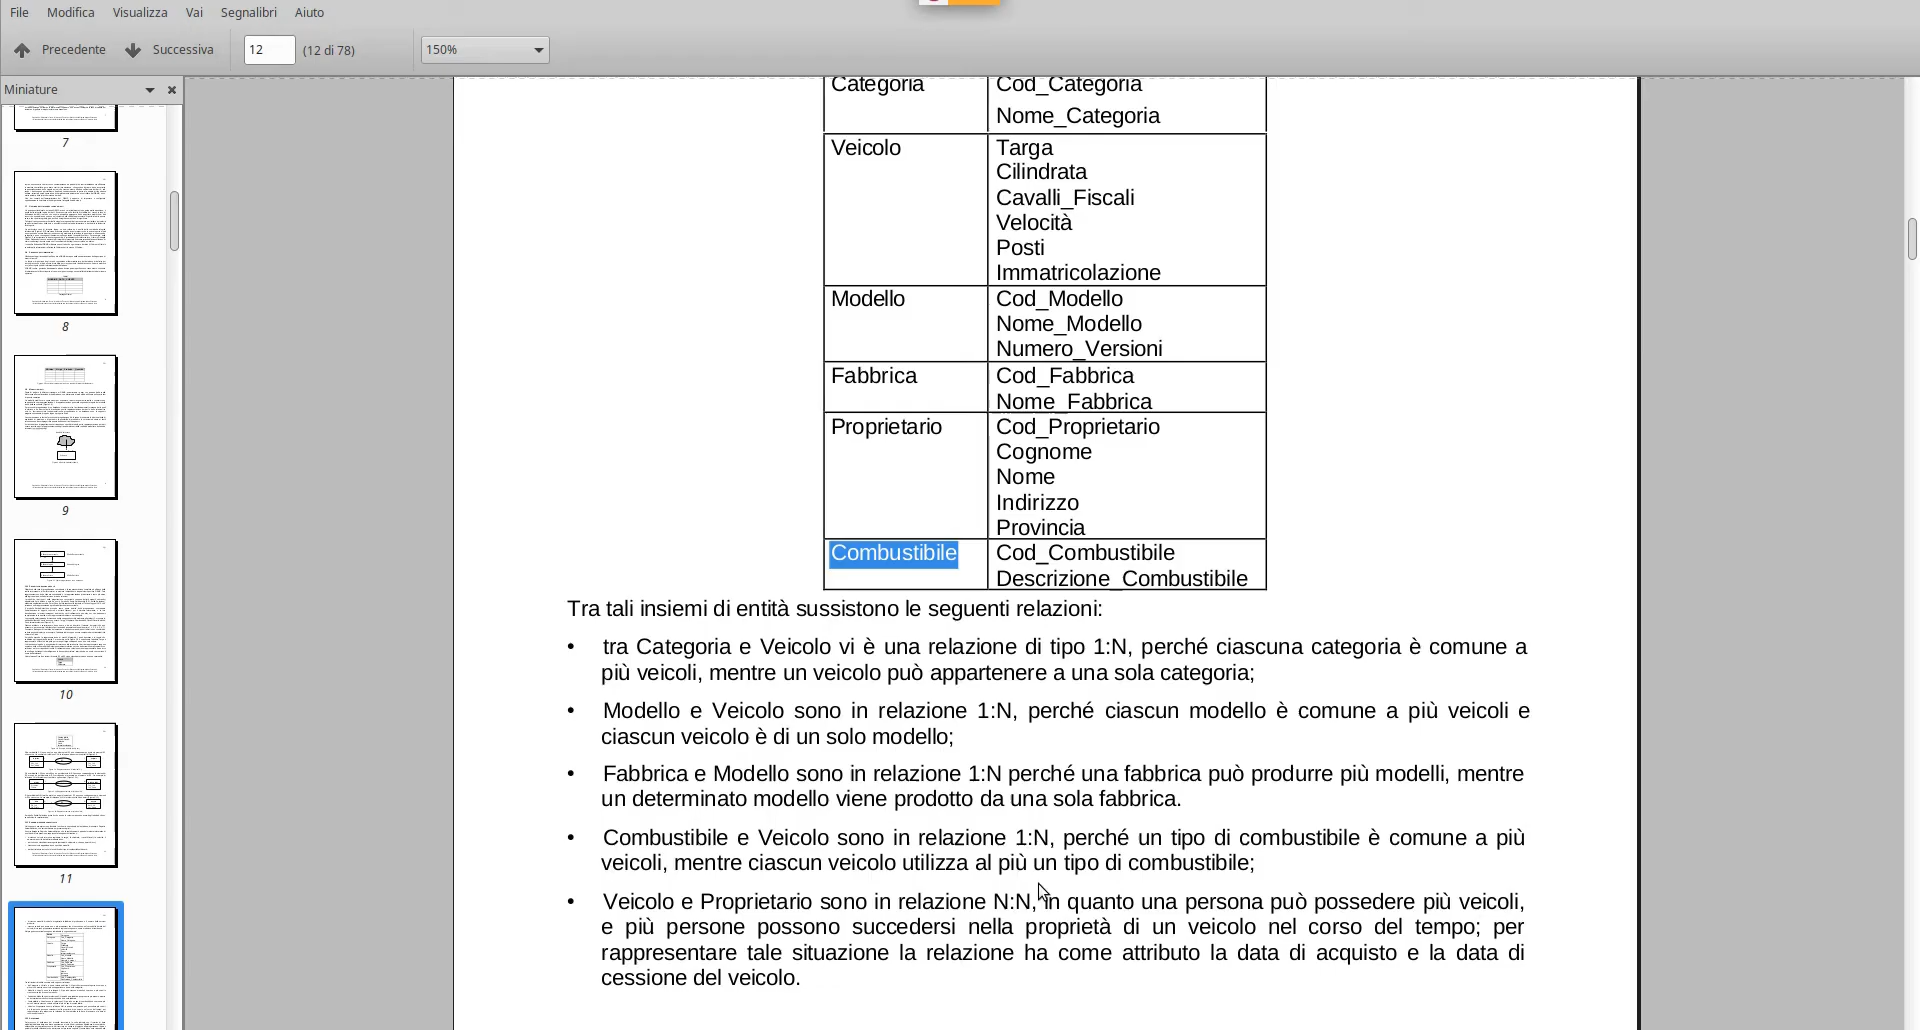 File Modifica Visualizza Vai Segnalibri Aiuto
Precedente Successiva 12 (12 di 78) 150%
Miniature
7
8
9
10
11
Categoria Cod_Categoria
Nome_Categoria
Veicolo Targa
Cilindrata
Cavalli_Fiscali
Velocità
Posti
Immatricolazione
Modello Cod_Modello
Nome_Modello
Numero_Versioni
Fabbrica Cod_Fabbrica
Nome_Fabbrica
Proprietario Cod_Proprietario
Cognome
Nome
Indirizzo
Provincia
Combustibile Cod_Combustibile
Descrizione_Combustibile
Tra tali insiemi di entità sussistono le seguenti relazioni:
• tra Categoria e Veicolo vi è una relazione di tipo 1:N, perché ciascuna categoria è comune a
più veicoli, mentre un veicolo può appartenere a una sola categoria;
• Modello e Veicolo sono in relazione 1:N, perché ciascun modello è comune a più veicoli e
ciascun veicolo è di un solo modello;
• Fabbrica e Modello sono in relazione 1:N perché una fabbrica può produrre più modelli, mentre
un determinato modello viene prodotto da una sola fabbrica.
• Combustibile e Veicolo sono in relazione 1:N, perché un tipo di combustibile è comune a più
veicoli, mentre ciascun veicolo utilizza al più un tipo di combustibile;
• Veicolo e Proprietario sono in relazione N:N, in quanto una persona può possedere più veicoli,
e più persone possono succedersi nella proprietà di un veicolo nel corso del tempo; per
rappresentare tale situazione la relazione ha come attributo la data di acquisto e la data di
cessione del veicolo.